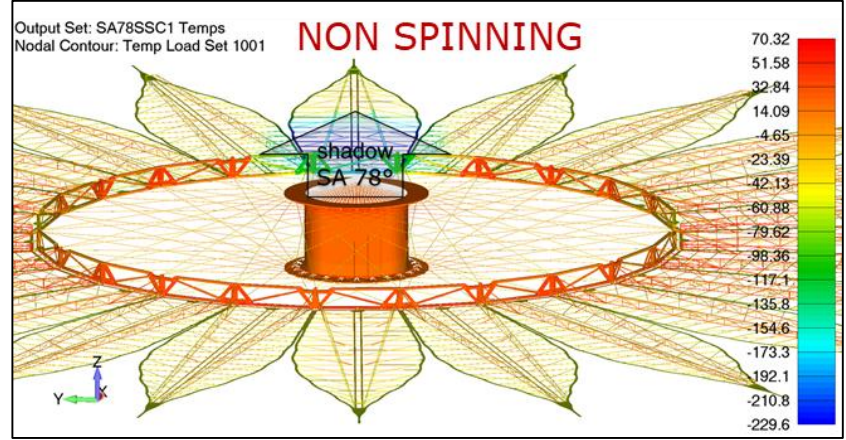 Output Set: SA78SSC1 Temps
Nodal Contour: Temp Load Set 1001
NON SPINNING
70.32
51.58
32.84
14.09
-4.65
-23.39
-42.13
-60.88
-79.62
-98.36
-117.1
-135.8
-154.6
-173.3
-192.1
-210.8
-229.6
shadow
SA 78°
Z
Y
X